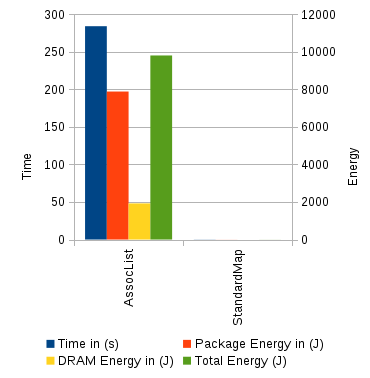 300
250
200
150
100
50
0
Time
12000
10000
8000
6000
4000
2000
0
Energy
AssocList
StandardMap
Time in (s)
Package Energy in (J)
DRAM Energy in (J)
Total Energy (J)